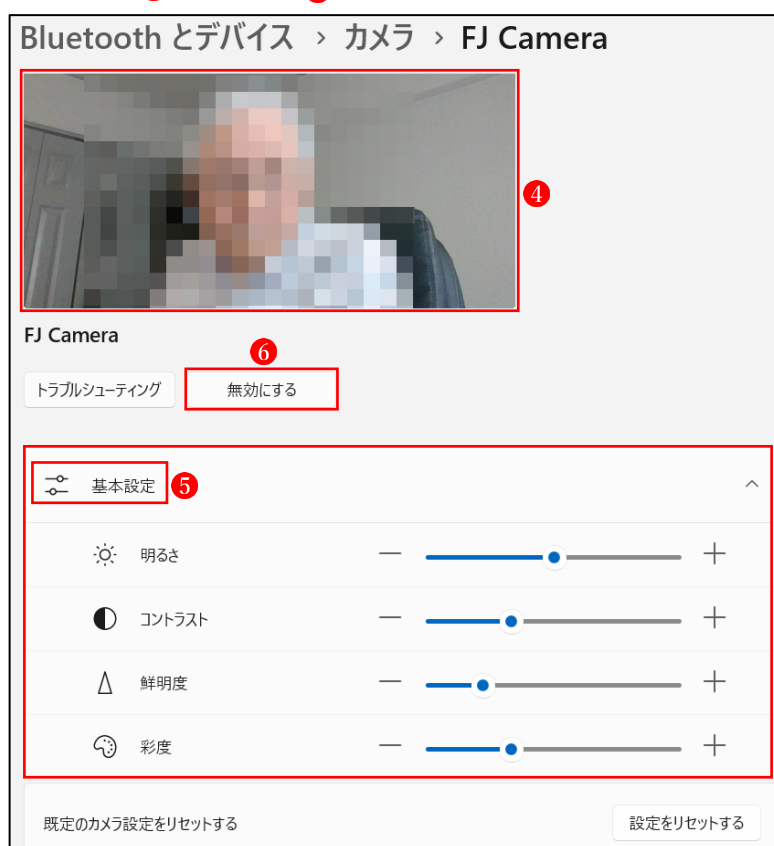 Bluetooth とデバイス › カメラ › FJ Camera
4
FJ Camera
6
トラブルシューティング 無効にする
基本設定 5
明るさ
コントラスト
鮮明度
彩度
既定のカメラ設定をリセットする 設定をリセットする